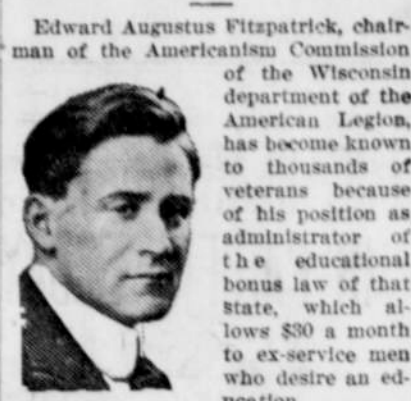 Edward Augustus Fitzpatrick, chair-
man of the Americanism Commission
of the Wisconsin
department of the
American Legion,
has become known
to thousands of
veterans because
of his position as
administrator of
the educational
bonus law of that
state, which al-
lows $30 a month
to ex-service men
who desire an ed-
ucation